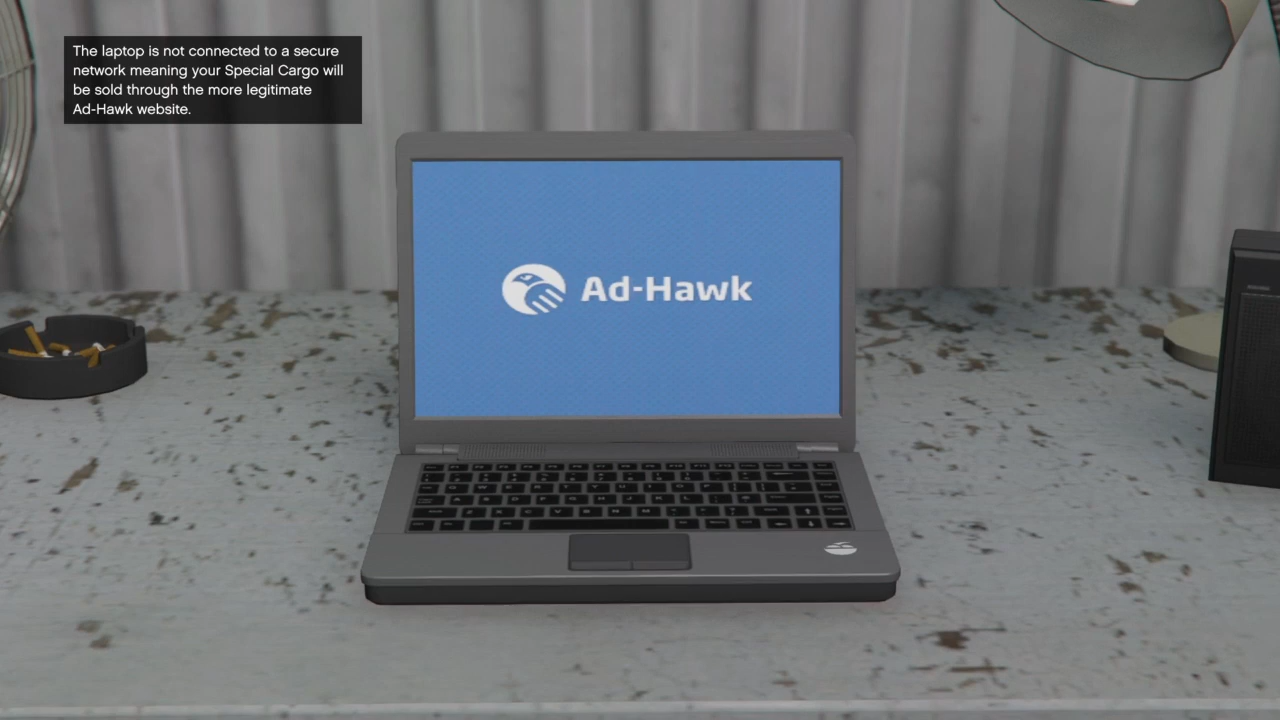 The laptop is not connected to a secure
network meaning your Special Cargo will
be sold through the more legitimate
Ad-Hawk website.
Ad-Hawk